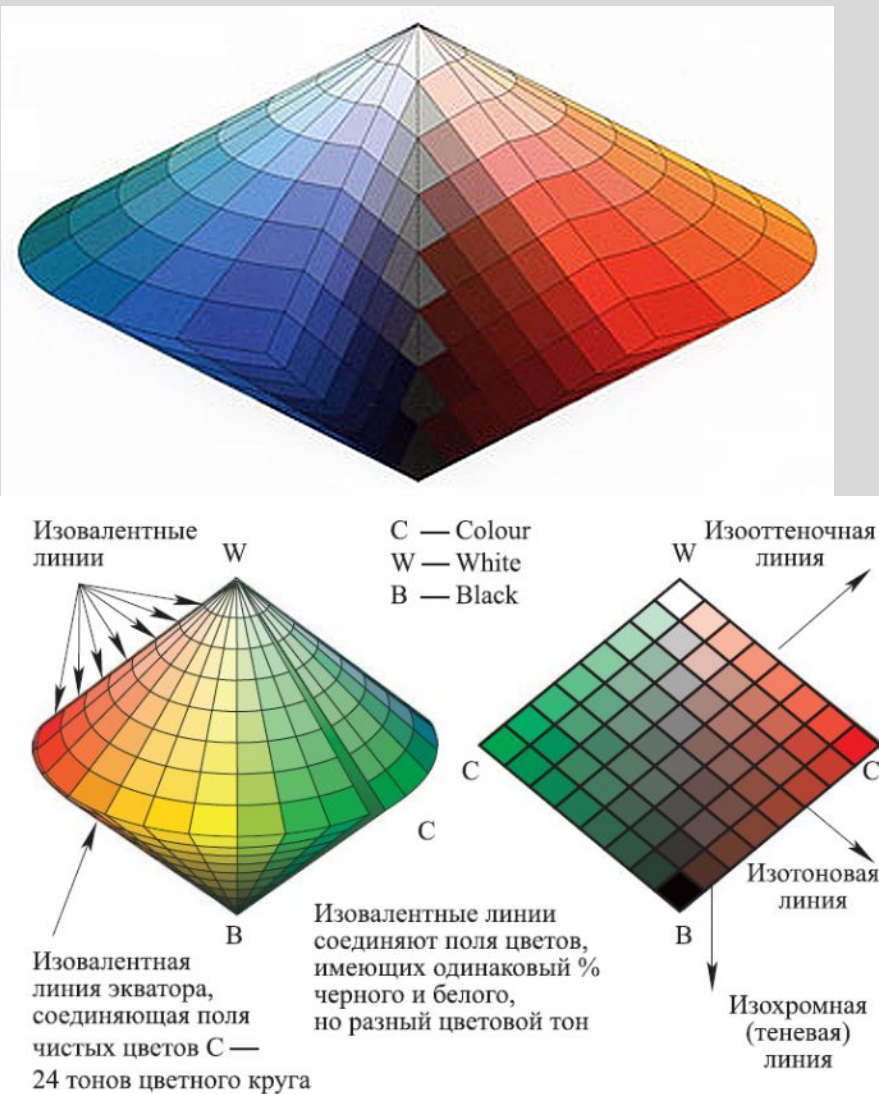 Изовалентные
линии
W
C — Colour
W — White
B — Black
W
Изооттеночная
линия
C
B
C
C
Изотоновая
линия
B
Изохромная
(теневая)
линия
Изовалентная
линия экватора,
соединяющая поля
чистых цветов C —
24 тонов цветного круга
Изовалентные линии
соединяют поля цветов,
имеющих одинаковый %
черного и белого,
но разный цветовой тон